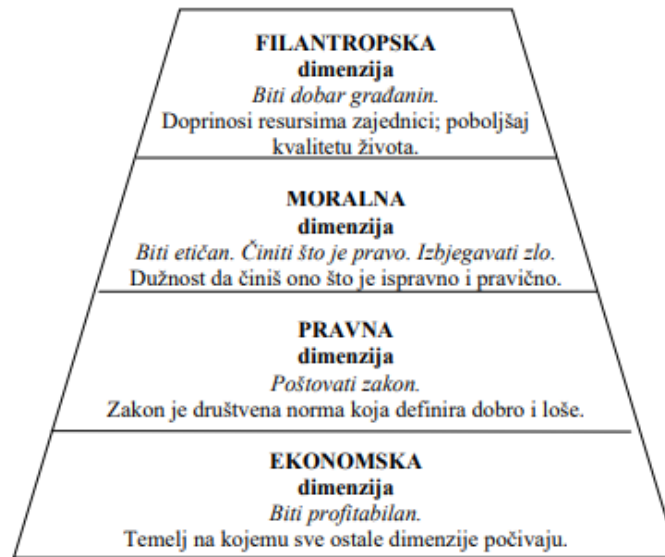 FILANTROPSKA
dimenzija
Biti dobar građanin.
Doprinosi resursima zajednici; poboljšaj
kvalitetu života.
MORALNA
dimenzija
Biti etičan. Činiti što je pravo. Izbjegavati zlo.
Dužnost da činiš ono što je ispravno i pravično.
PRAVNA
dimenzija
Poštovati zakon.
Zakon je društvena norma koja definira dobro i loše.
EKONOMSKA
dimenzija
Biti profitabilan.
Temelj na kojemu sve ostale dimenzije počivaju.